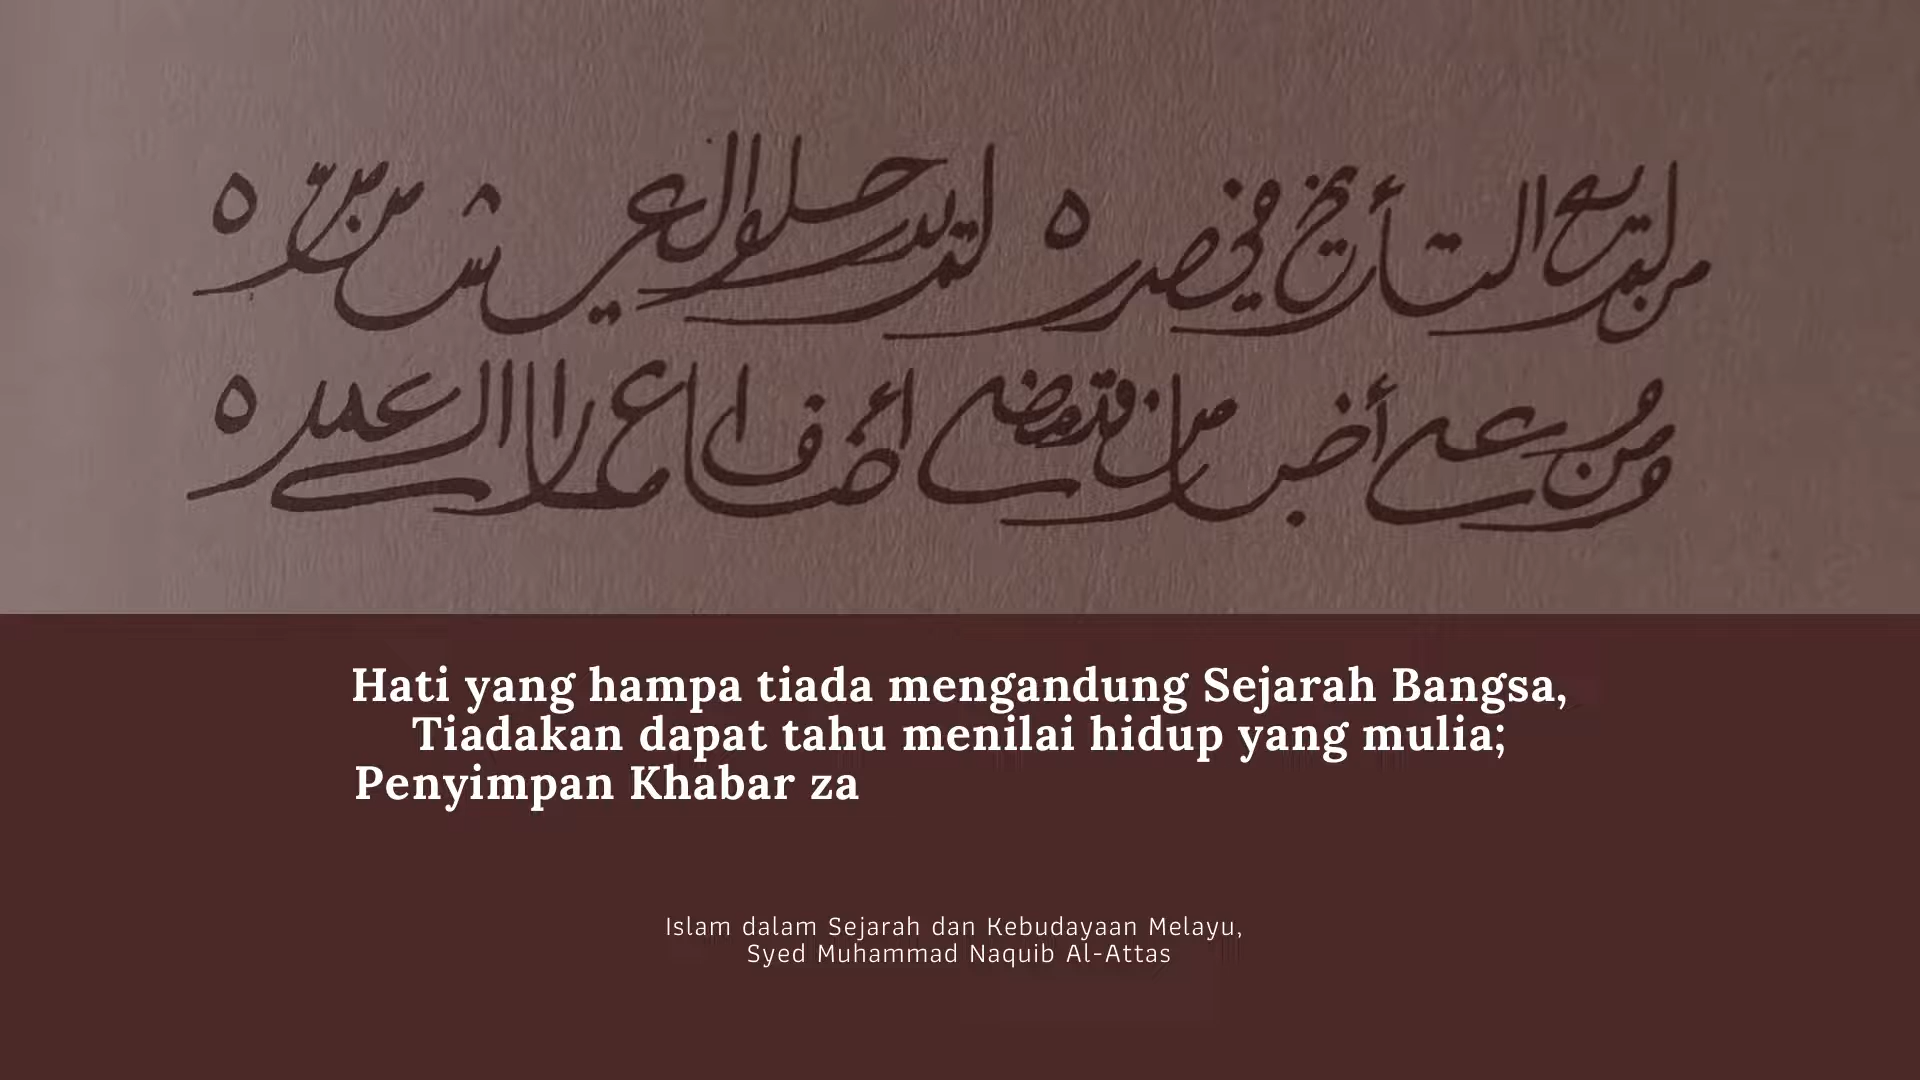 من لم يع التأريخ في صدره لم يدر حلو العيش من مره
ومن وعى أخبار من قد مضى أضاف أعمارا إلى عمره
Hati yang hampa tiada mengandung Sejarah Bangsa,
Tiadakan dapat tahu menilai hidup yang mulia;
Penyimpan Khabar za
Islam dalam Sejarah dan Kebudayaan Melayu,
Syed Muhammad Naquib Al-Attas